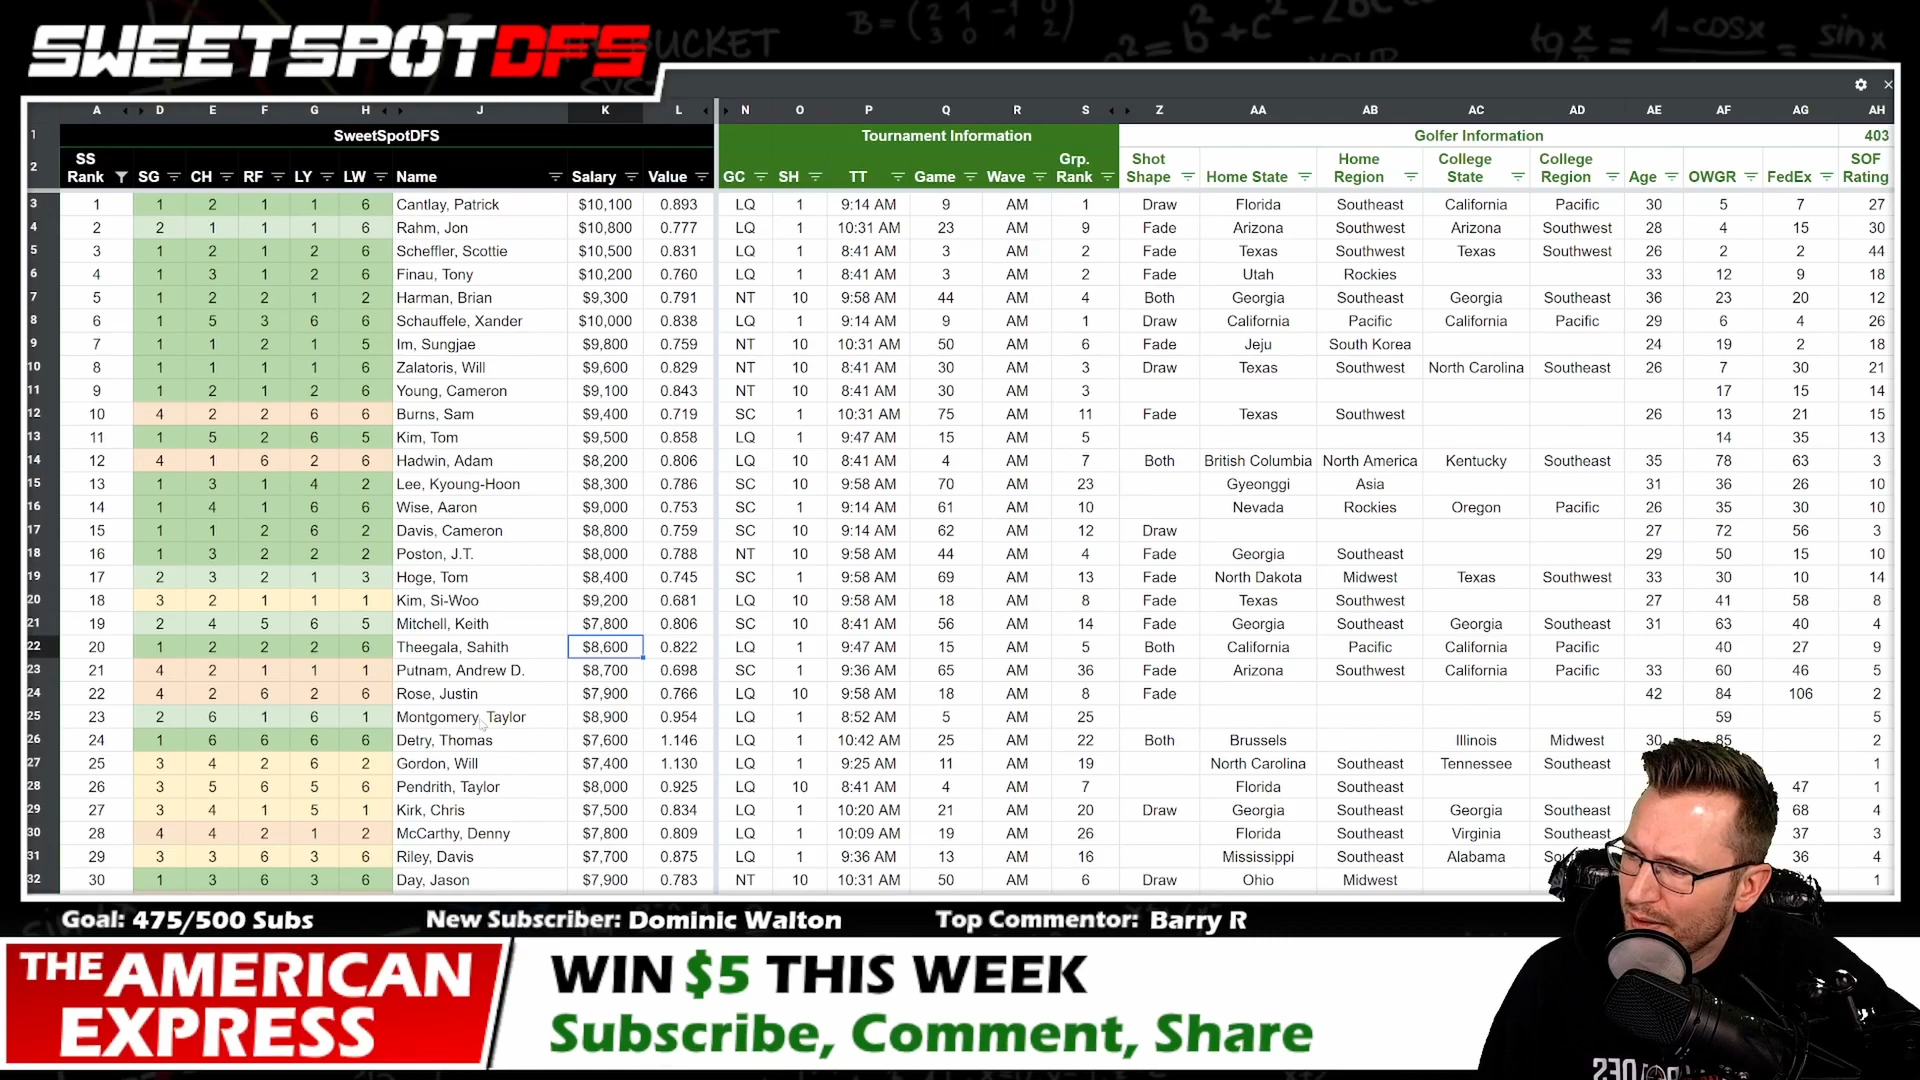 SWEETSPOTDFS
A D E F G H J K L N O P Q R S Z AA AB AC AD AE AF AG AH
1 SweetSpotDFS Tournament Information Golfer Information 403
2 SS Rank SG CH RF LY LW Name Salary Value GC SH TT Game Wave Grp. Rank Shot Shape Home State Home Region College State College Region Age OWGR FedEx SOF Rating
3 1 1 2 1 1 6 Cantlay, Patrick $10,100 0.893 LQ 1 9:14 AM 9 AM 1 Draw Florida Southeast California Pacific 30 5 7 27
4 2 2 1 1 1 6 Rahm, Jon $10,800 0.777 LQ 1 10:31 AM 23 AM 9 Fade Arizona Southwest Arizona Southwest 28 4 15 30
5 3 1 2 1 2 6 Scheffler, Scottie $10,500 0.831 LQ 1 8:41 AM 3 AM 2 Fade Texas Southwest Texas Southwest 26 2 2 44
6 4 1 3 1 2 6 Finau, Tony $10,200 0.760 LQ 1 8:41 AM 3 AM 2 Fade Utah Rockies 33 12 9 18
7 5 1 2 2 1 2 Harman, Brian $9,300 0.791 NT 10 9:58 AM 44 AM 4 Both Georgia Southeast Georgia Southeast 36 23 20 12
8 6 1 5 3 6 6 Schauffele, Xander $10,000 0.838 LQ 1 9:14 AM 9 AM 1 Draw California Pacific California Pacific 29 6 4 26
9 7 1 1 2 1 5 Im, Sungjae $9,800 0.759 NT 10 10:31 AM 50 AM 6 Fade Jeju South Korea 24 19 2 18
10 8 1 1 1 1 6 Zalatoris, Will $9,600 0.829 NT 10 8:41 AM 30 AM 3 Draw Texas Southwest North Carolina Southeast 26 7 30 21
11 9 1 2 1 2 6 Young, Cameron $9,100 0.843 NT 10 8:41 AM 30 AM 3 17 15 14
12 10 4 2 2 6 6 Burns, Sam $9,400 0.719 SC 1 10:31 AM 75 AM 11 Fade Texas Southwest 26 13 21 15
13 11 1 5 2 6 5 Kim, Tom $9,500 0.858 LQ 1 9:47 AM 15 AM 5 14 35 13
14 12 4 1 6 2 6 Hadwin, Adam $8,200 0.806 LQ 10 8:41 AM 4 AM 7 Both British Columbia North America Kentucky Southeast 35 78 63 3
15 13 1 3 1 4 2 Lee, Kyoung-Hoon $8,300 0.786 SC 10 9:58 AM 70 AM 23 Gyeonggi Asia 31 36 26 10
16 14 1 4 1 6 6 Wise, Aaron $9,000 0.753 SC 1 9:14 AM 61 AM 10 Nevada Rockies Oregon Pacific 26 35 30 10
17 15 1 1 2 6 2 Davis, Cameron $8,800 0.759 SC 10 9:14 AM 62 AM 12 Draw 27 72 56 3
18 16 1 3 2 2 2 Poston, J.T. $8,000 0.788 NT 10 9:58 AM 44 AM 4 Fade Georgia Southeast 29 50 15 10
19 17 2 3 2 1 3 Hoge, Tom $8,400 0.745 SC 1 9:58 AM 69 AM 13 Fade North Dakota Midwest Texas Southwest 33 30 10 14
20 18 3 2 1 1 1 Kim, Si-Woo $9,200 0.681 LQ 10 9:58 AM 18 AM 8 Fade Texas Southwest 27 41 58 8
21 19 2 4 5 6 5 Mitchell, Keith $7,800 0.806 SC 10 8:41 AM 56 AM 14 Fade Georgia Southeast Georgia Southeast 31 63 40 4
22 20 1 2 2 2 6 Theegala, Sahith $8,600 0.822 LQ 1 9:47 AM 15 AM 5 Both California Pacific California Pacific 40 27 9
23 21 4 2 1 1 1 Putnam, Andrew D. $8,700 0.698 SC 1 9:36 AM 65 AM 36 Fade Arizona Southwest California Pacific 33 60 46 5
24 22 4 2 6 2 6 Rose, Justin $7,900 0.766 LQ 10 9:58 AM 18 AM 8 Fade 42 84 106 2
25 23 2 6 1 6 1 Montgomery, Taylor $8,900 0.954 LQ 1 8:52 AM 5 AM 25 59 5
26 24 1 6 6 6 6 Detry, Thomas $7,600 1.146 LQ 1 10:42 AM 25 AM 22 Both Brussels Illinois Midwest 30 85 2
27 25 3 4 2 6 2 Gordon, Will $7,400 1.130 LQ 1 9:25 AM 11 AM 19 North Carolina Southeast Tennessee Southeast 1
28 26 3 5 6 5 6 Pendrith, Taylor $8,000 0.925 LQ 10 8:41 AM 4 AM 7 Florida Southeast 47 1
29 27 3 4 1 5 1 Kirk, Chris $7,500 0.834 LQ 1 10:20 AM 21 AM 20 Draw Georgia Southeast Georgia Southeast 68 4
30 28 4 4 2 1 2 McCarthy, Denny $7,800 0.809 LQ 1 10:09 AM 19 AM 26 Florida Southeast Virginia Southeast 37 3
31 29 3 3 6 3 6 Riley, Davis $7,700 0.875 LQ 1 9:36 AM 13 AM 16 Mississippi Southeast Alabama 36 4
32 30 1 3 6 3 6 Day, Jason $7,900 0.783 NT 10 10:31 AM 50 AM 6 Draw Ohio Midwest 1
Goal: 475/500 Subs New Subscriber: Dominic Walton Top Commentor: Barry R
THE AMERICAN EXPRESS
WIN $5 THIS WEEK
Subscribe, Comment, Share